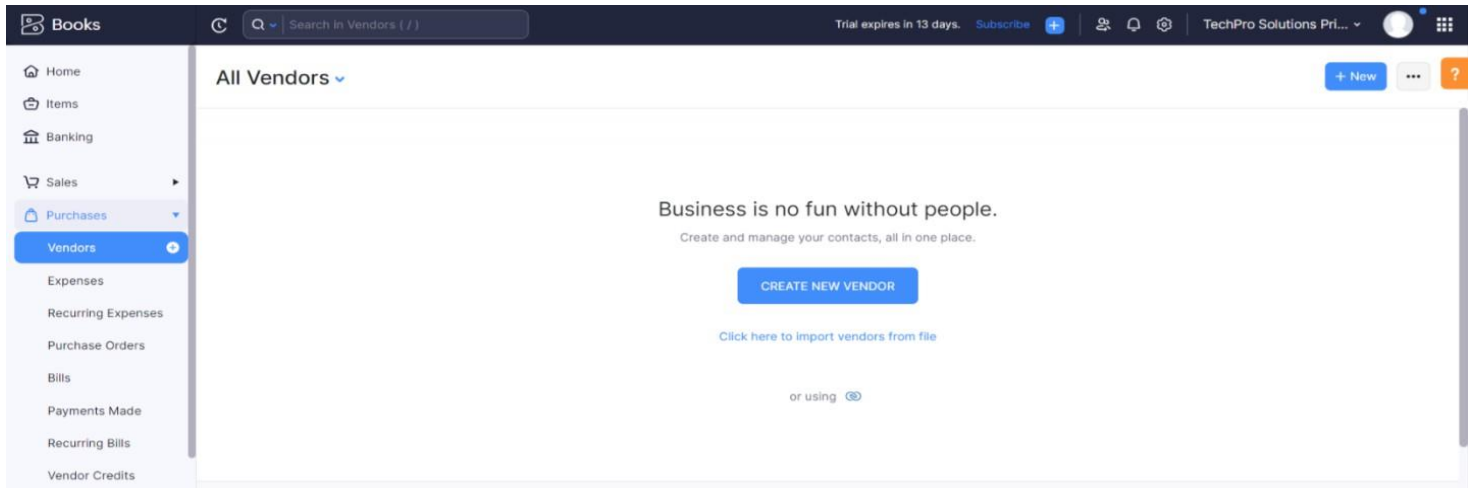 Books
Search in Vendors ( / )
Trial expires in 13 days. Subscribe
TechPro Solutions Pri...
Home
Items
Banking
Sales
Purchases
Vendors
Expenses
Recurring Expenses
Purchase Orders
Bills
Payments Made
Recurring Bills
Vendor Credits
All Vendors
+ New
?
Business is no fun without people.
Create and manage your contacts, all in one place.
CREATE NEW VENDOR
Click here to import vendors from file
or using